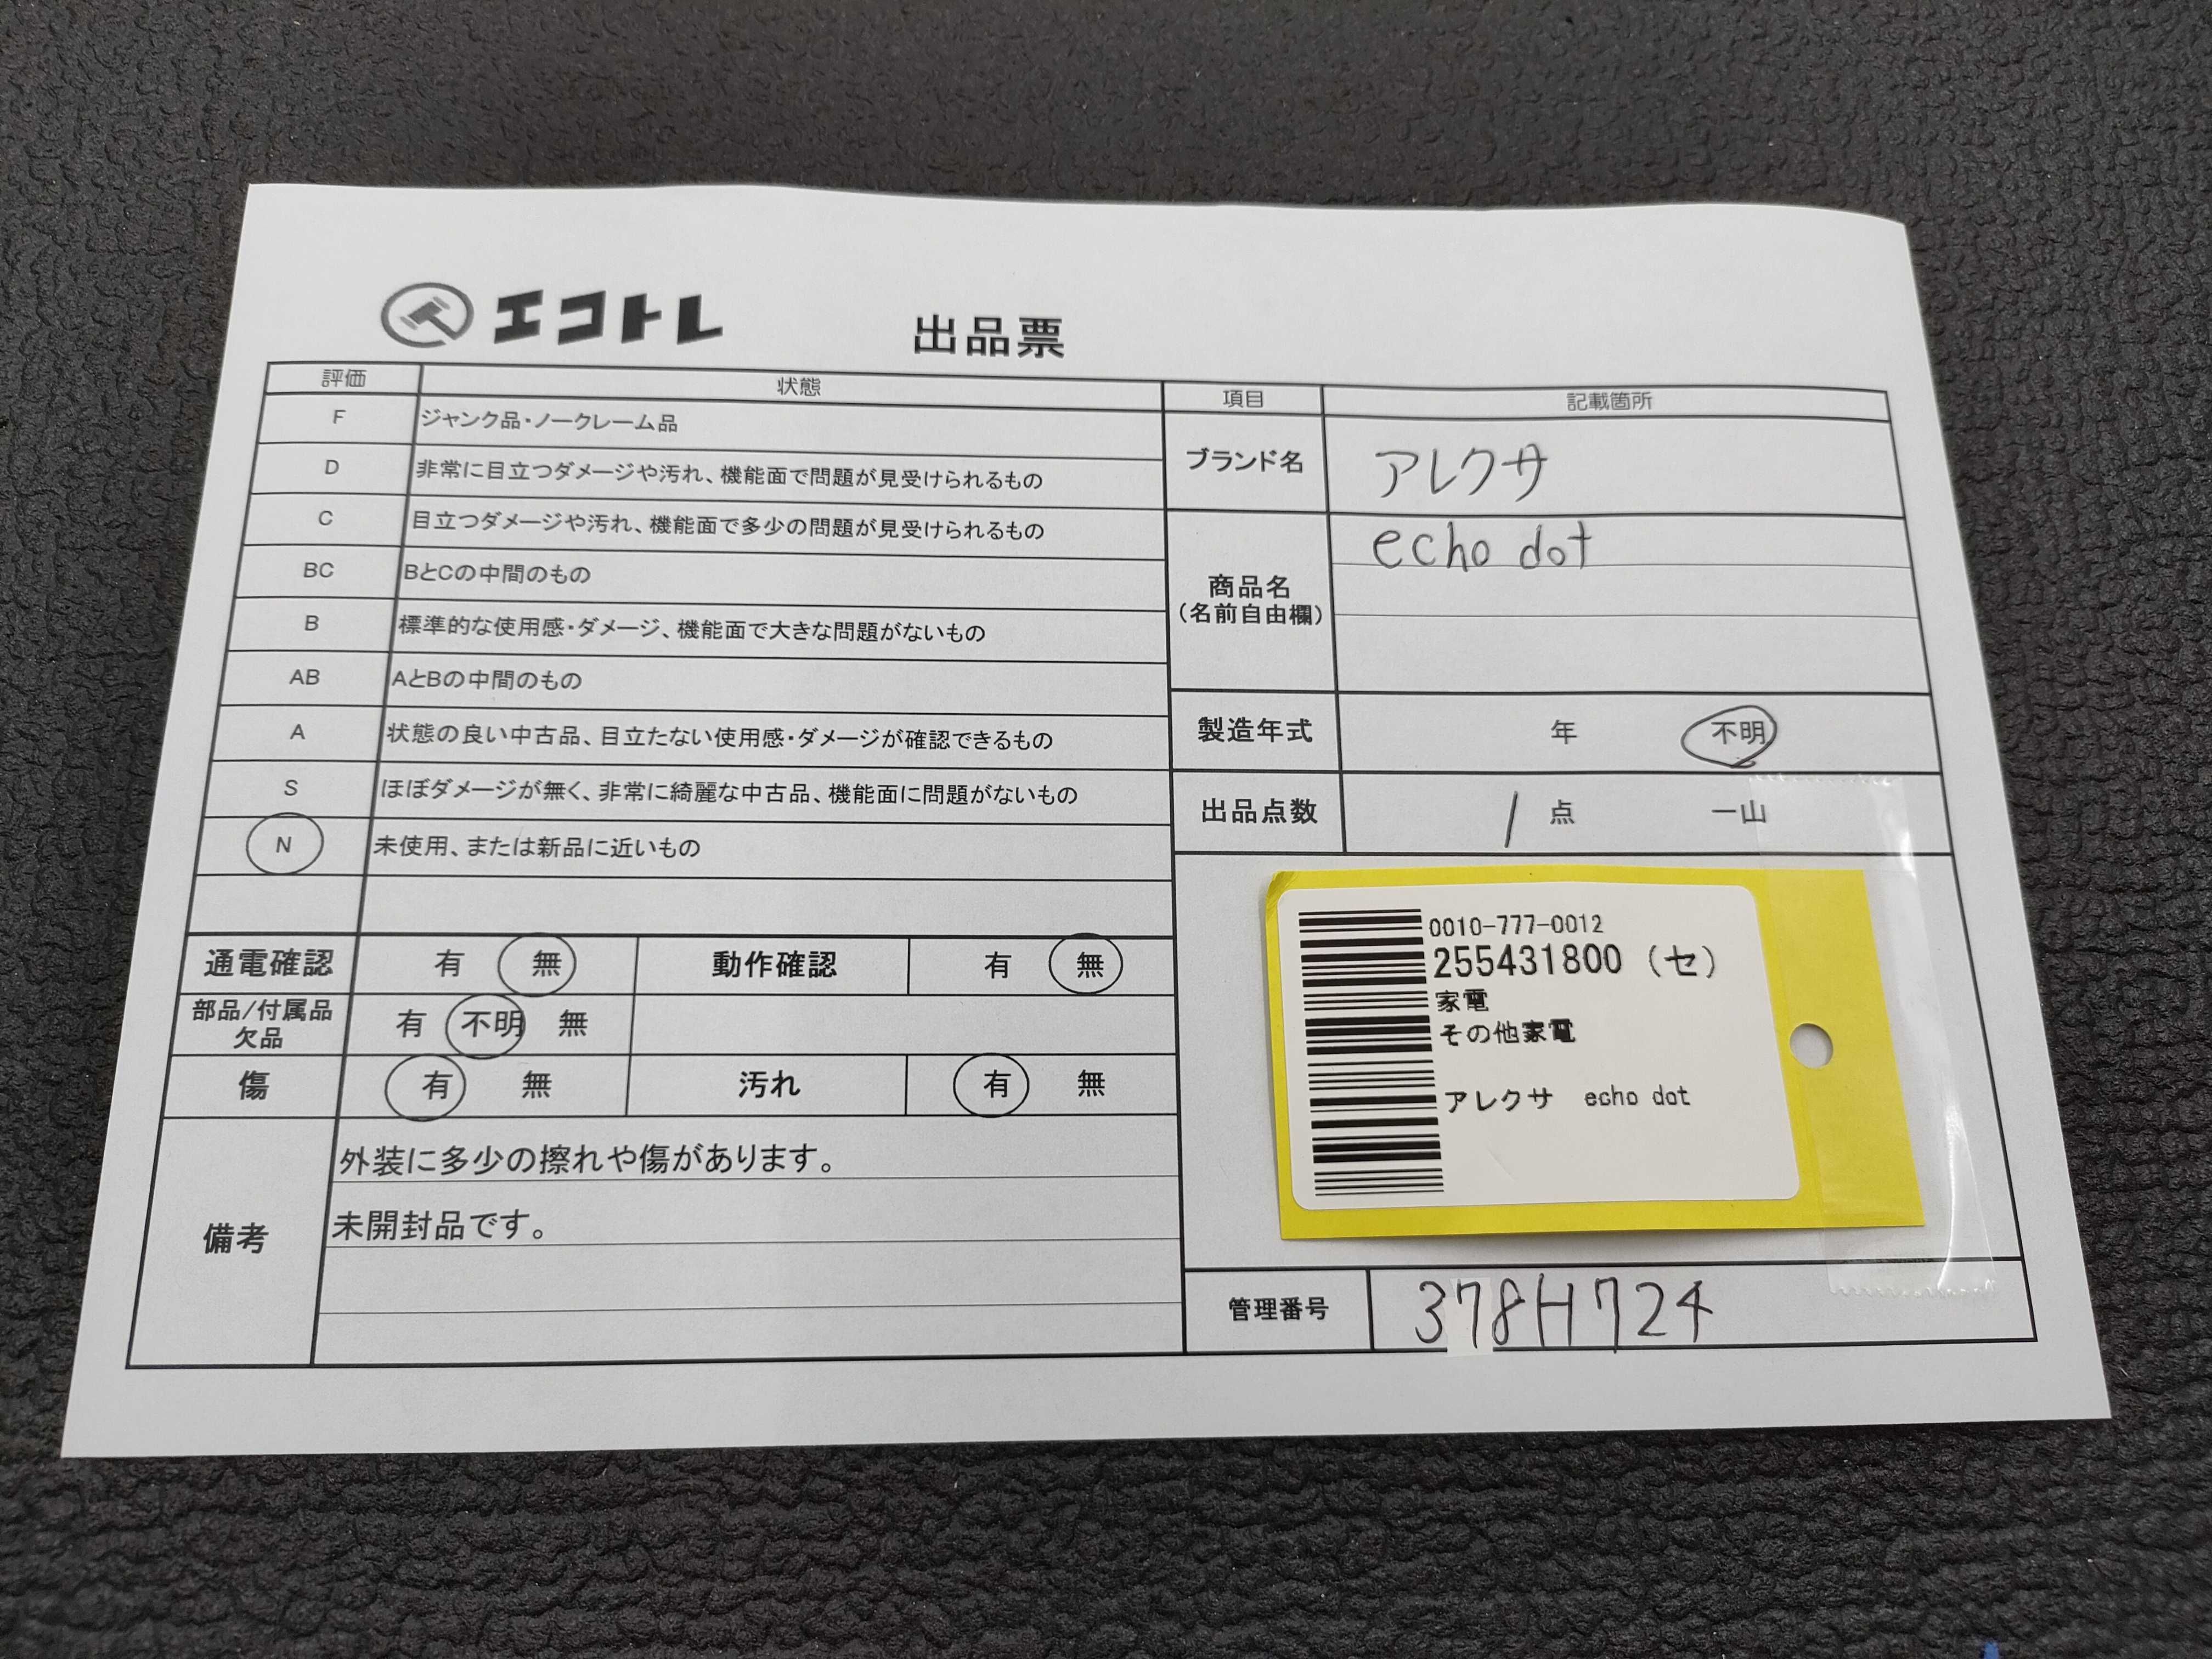 エコトレ
出品票
評価 状態
F ジャンク品・ノークレーム品
D 非常に目立つダメージや汚れ、機能面で問題が見受けられるもの
C 目立つダメージや汚れ、機能面で多少の問題が見受けられるもの
BC BとCの中間のもの
B 標準的な使用感・ダメージ、機能面で大きな問題がないもの
AB AとBの中間のもの
A 状態の良い中古品、目立たない使用感・ダメージが確認できるもの
S ほぼダメージが無く、非常に綺麗な中古品、機能面に問題がないもの
N 未使用、または新品に近いもの
通電確認 有 無 動作確認 有 無
部品/付属品
欠品
有 不明 無
傷 有 無 汚れ 有 無
備考
外装に多少の擦れや傷があります。
未開封品です。
項目 記載箇所
ブランド名 アレクサ
商品名
(名前自由欄)
echo dot
製造年式 年 不明
出品点数 1 点 一山
0010-777-0012
255431800 (セ)
家電
その他家電
アレクサ echo dot
管理番号 378H724